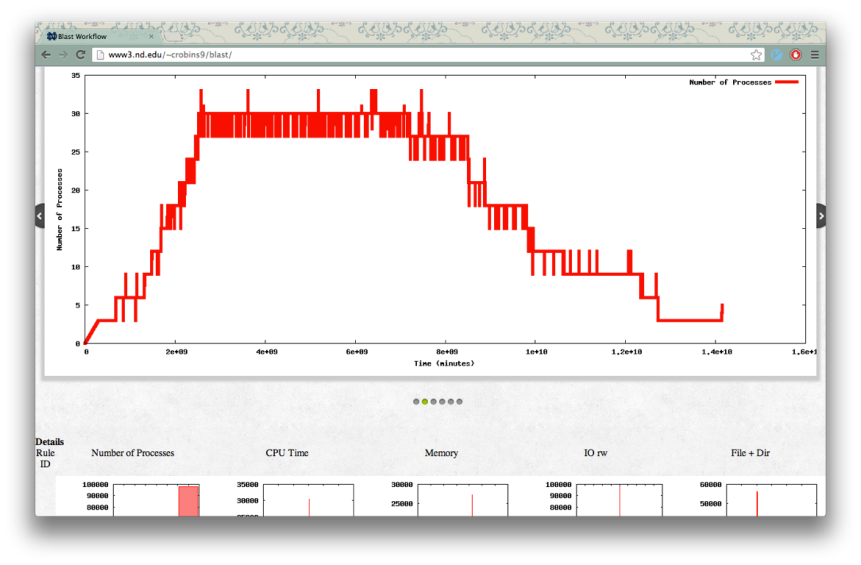 Blast Workflow
www3.nd.edu/~crobins9/blast/
Number of Processes
35
30
25
20
15
10
5
0
Number of Processes
0 2e+09 4e+09 6e+09 8e+09 1e+10 1.2e+10 1.4e+10 1.6e+1
Time (minutes)
Details
Rule ID Number of Processes CPU Time Memory IO rw File + Dir
100000 35000 30000 100000 60000
90000 30000 25000 90000 50000
80000 80000